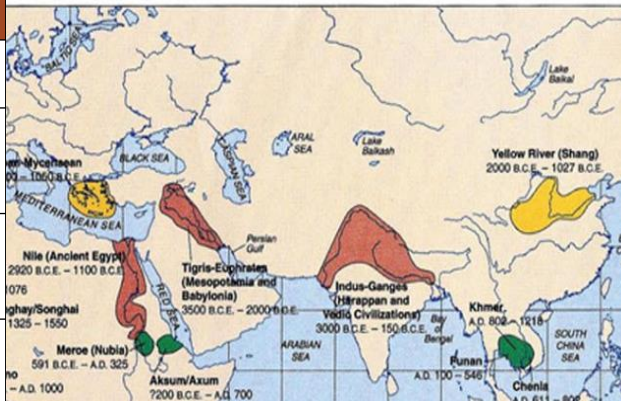 BALTIC SEA
Lake
Baikal
ARAL
SEA
Lake
Balkash
BLACK SEA
CASPIAN SEA
Yellow River (Shang)
2000 B.C.E. – 1027 B.C.E.
Mycenaean
1050 B.C.E.
MEDITERRANEAN SEA
Persian
Gulf
Nile (Ancient Egypt)
2920 B.C.E. – 1100 B.C.E.
Tigris-Euphrates
(Mesopotamia and
Babylonia)
3500 B.C.E. – 2000 B.C.E.
RED SEA
1076
ghay/Songhai
1325 – 1550
Indus-Ganges
(Harappan and
Vedic Civilizations)
3000 B.C.E. – 150 B.C.E.
Bay
of
Bengal
Khmer
A.D. 802 – 1218
SOUTH
CHINA
SEA
ARABIAN
SEA
Meroe (Nubia)
591 B.C.E. – A.D. 325
Funan
A.D. 100 – 546
no
– A.D. 1000
Aksum/Axum
?200 B.C.E. – A.D. 700
Chenla